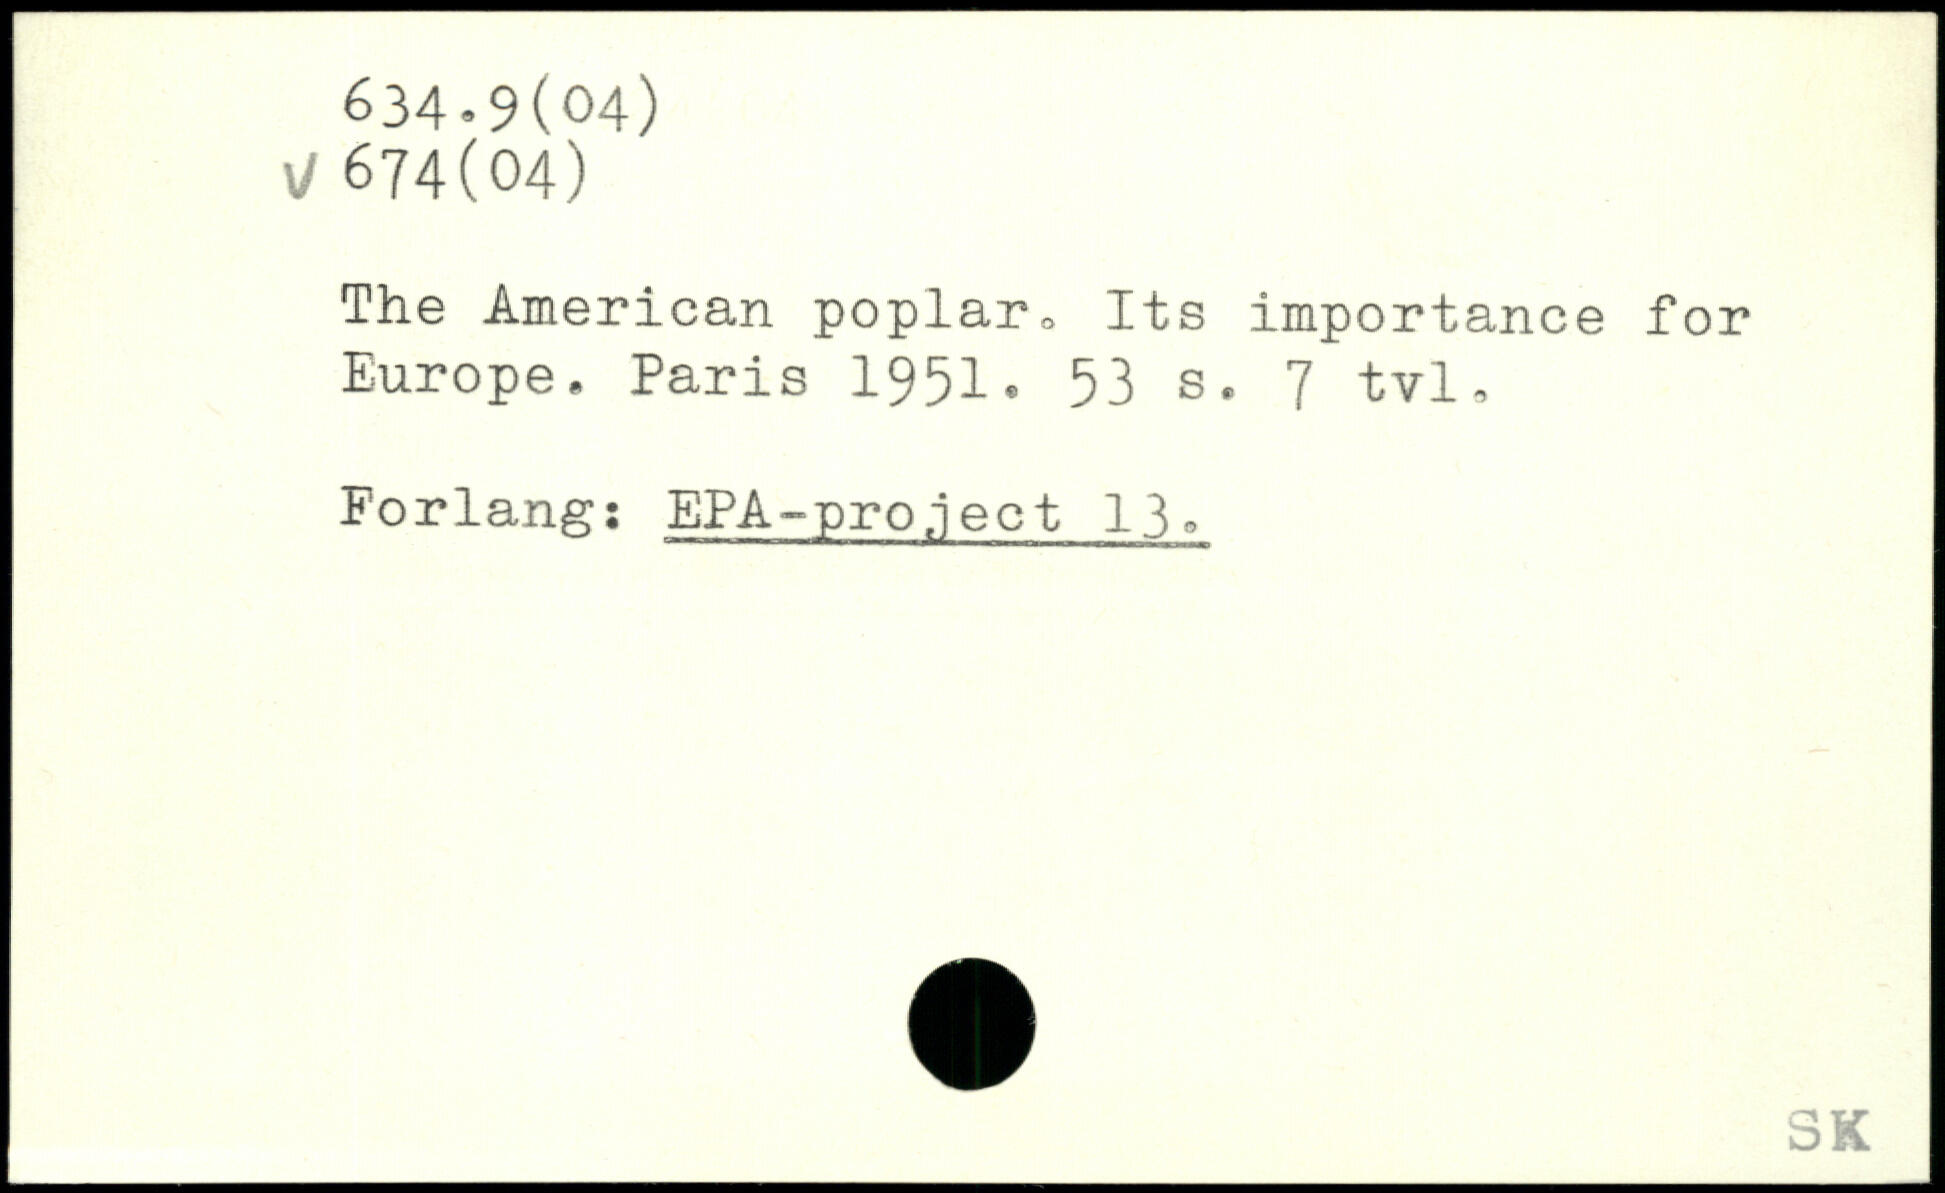 634.9(04)
V 674(04)
The American poplar. Its importance for
Europe. Paris 1951. 53 s. 7 tvl.
Forlang: EPA-project 13.
SK